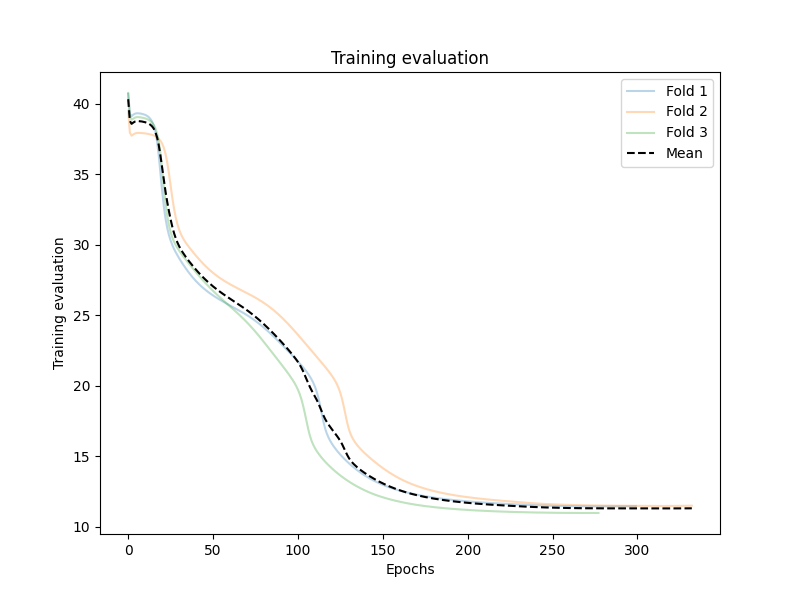 Training evaluation
Fold 1
Fold 2
Fold 3
Mean
Training evaluation
40
35
30
25
20
15
10
0 50 100 150 200 250 300
Epochs